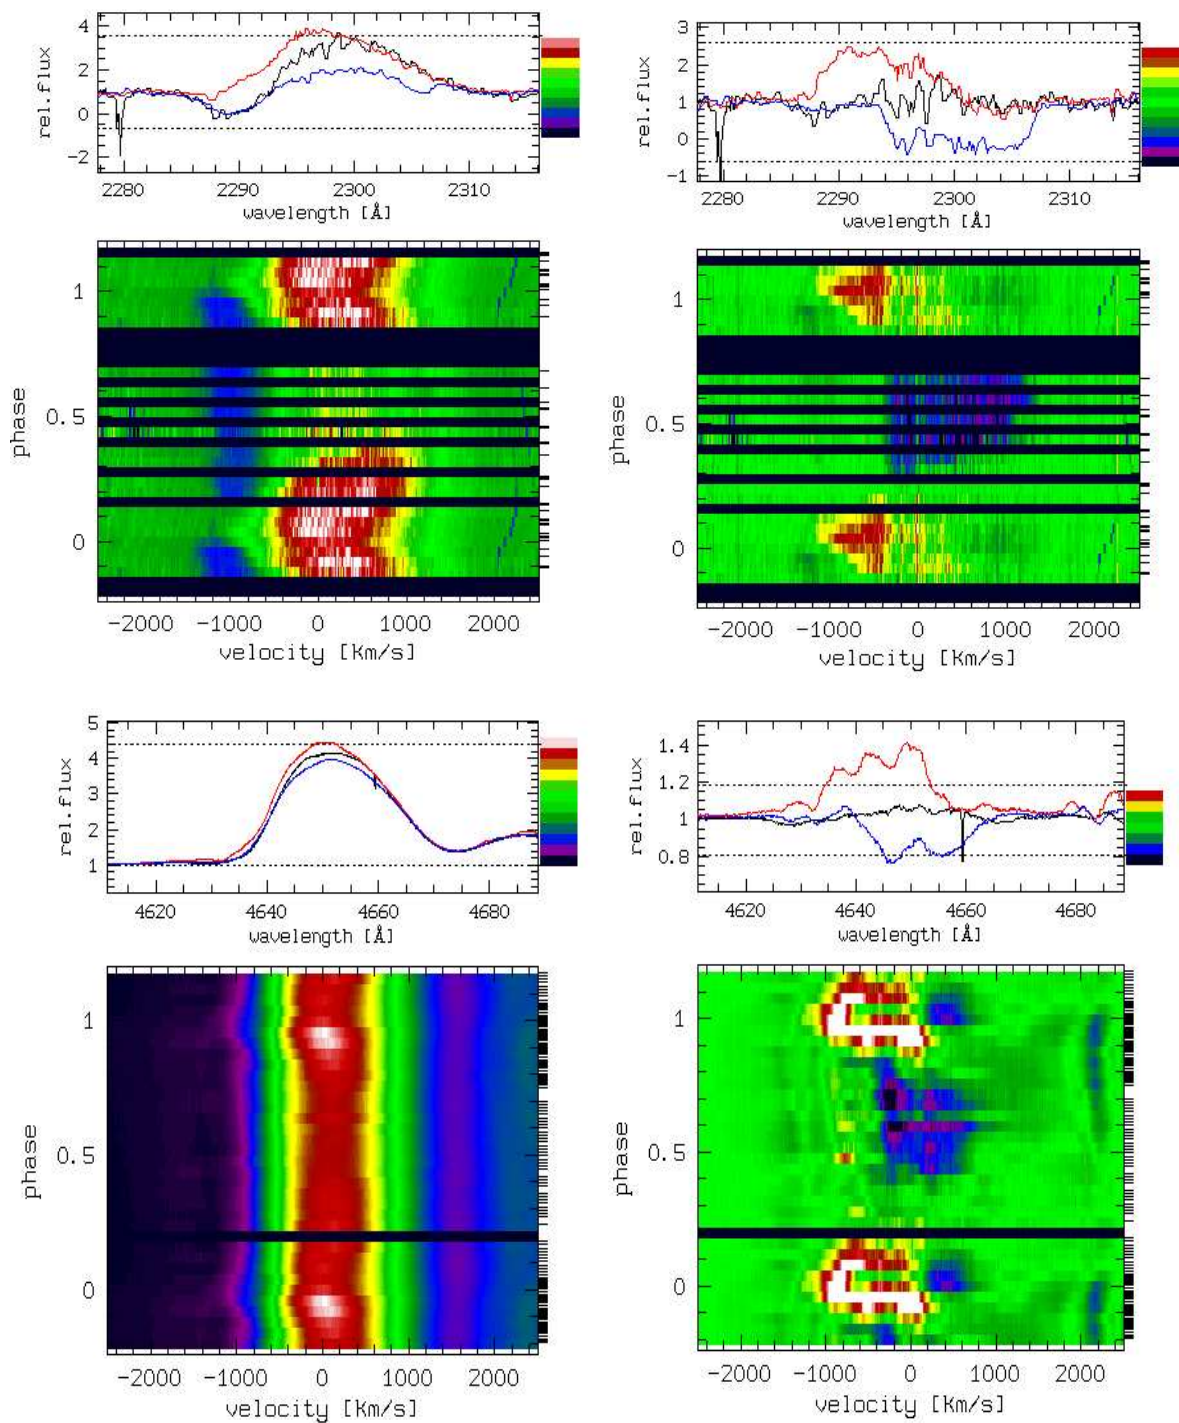 4
2
0
−2
rel.flux
2280 2290 2300 2310
wavelength [Å]
1
0.5
0
phase
−2000 −1000 0 1000 2000
velocity [Km/s]
3
2
1
0
−1
rel.flux
2280 2290 2300 2310
wavelength [Å]
1
0.5
0
phase
−2000 −1000 0 1000 2000
velocity [Km/s]
5
4
3
2
1
rel.flux
4620 4640 4660 4680
wavelength [Å]
1
0.5
0
phase
−2000 −1000 0 1000 2000
velocity [Km/s]
1.4
1.2
1
0.8
rel.flux
4620 4640 4660 4680
wavelength [Å]
1
0.5
0
phase
−2000 −1000 0 1000 2000
velocity [Km/s]